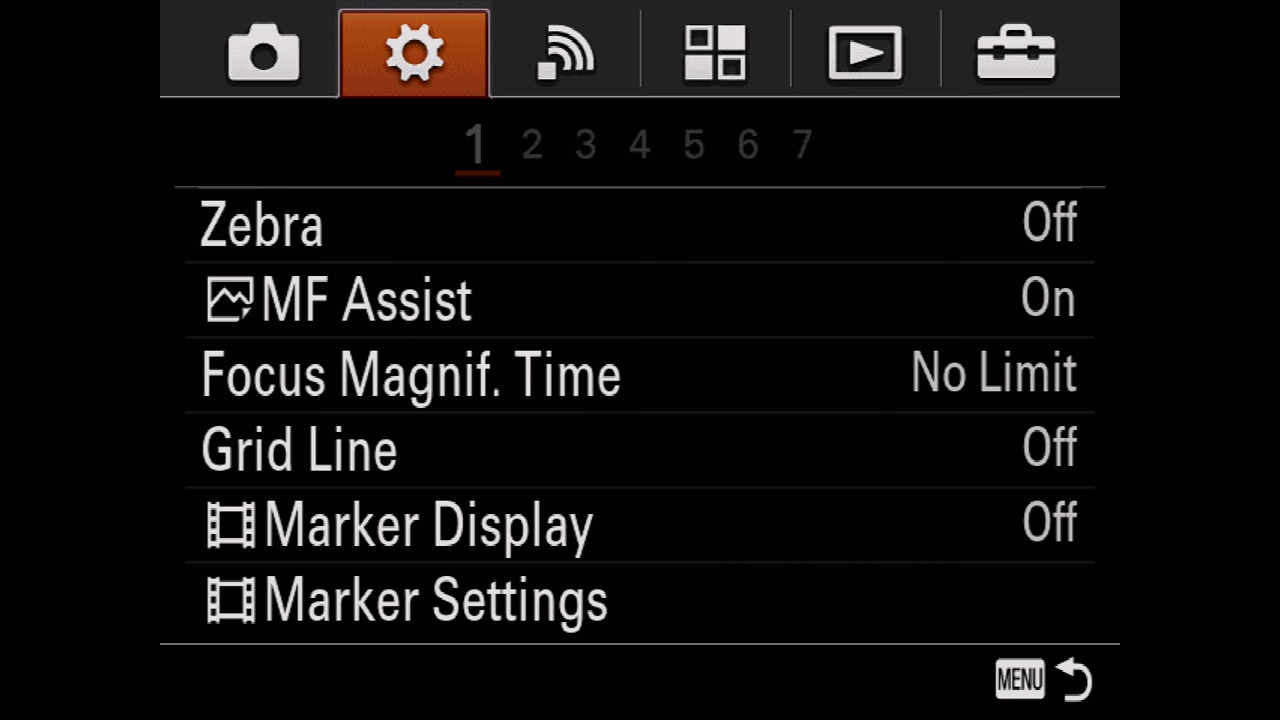 1 2 3 4 5 6 7
Zebra Off
MF Assist On
Focus Magnif. Time No Limit
Grid Line Off
Marker Display Off
Marker Settings
MENU